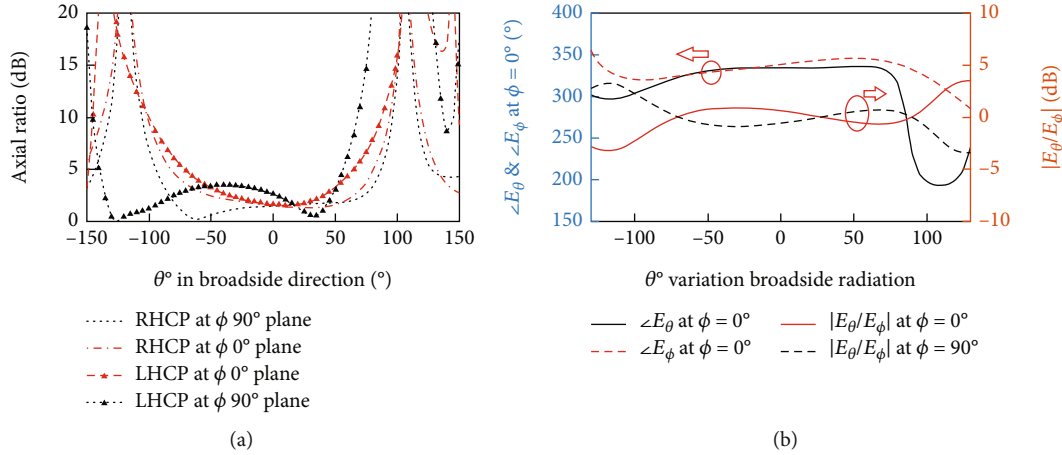 20
15
10
5
0
Axial ratio (dB)
−150 −100 −50 0 50 100 150
θ° in broadside direction (°)
RHCP at ϕ 90° plane
RHCP at ϕ 0° plane
LHCP at ϕ 0° plane
LHCP at ϕ 90° plane
(a)
400
350
300
250
200
150
∠Eθ & ∠Eϕ at ϕ = 0° (°)
10
5
0
−5
−10
|Eθ/Eϕ| (dB)
−100 −50 0 50 100
θ° variation broadside radiation
∠Eθ at ϕ = 0°
∠Eϕ at ϕ = 0°
|Eθ/Eϕ| at ϕ = 0°
|Eθ/Eϕ| at ϕ = 90°
(b)